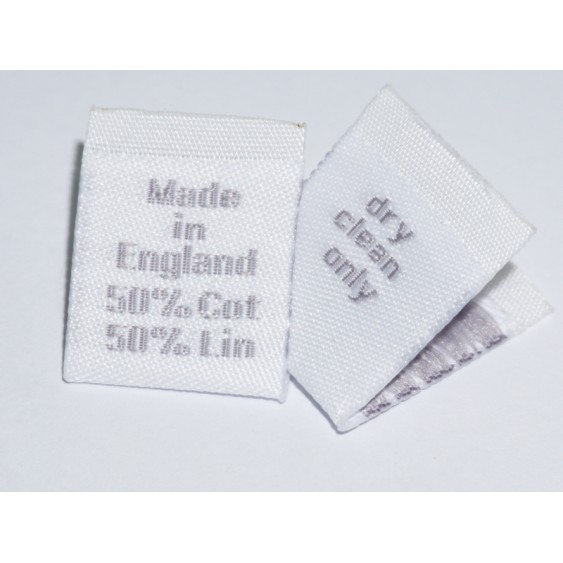 Made
in
England
50% Cot
50% Lin
dry
clean
only